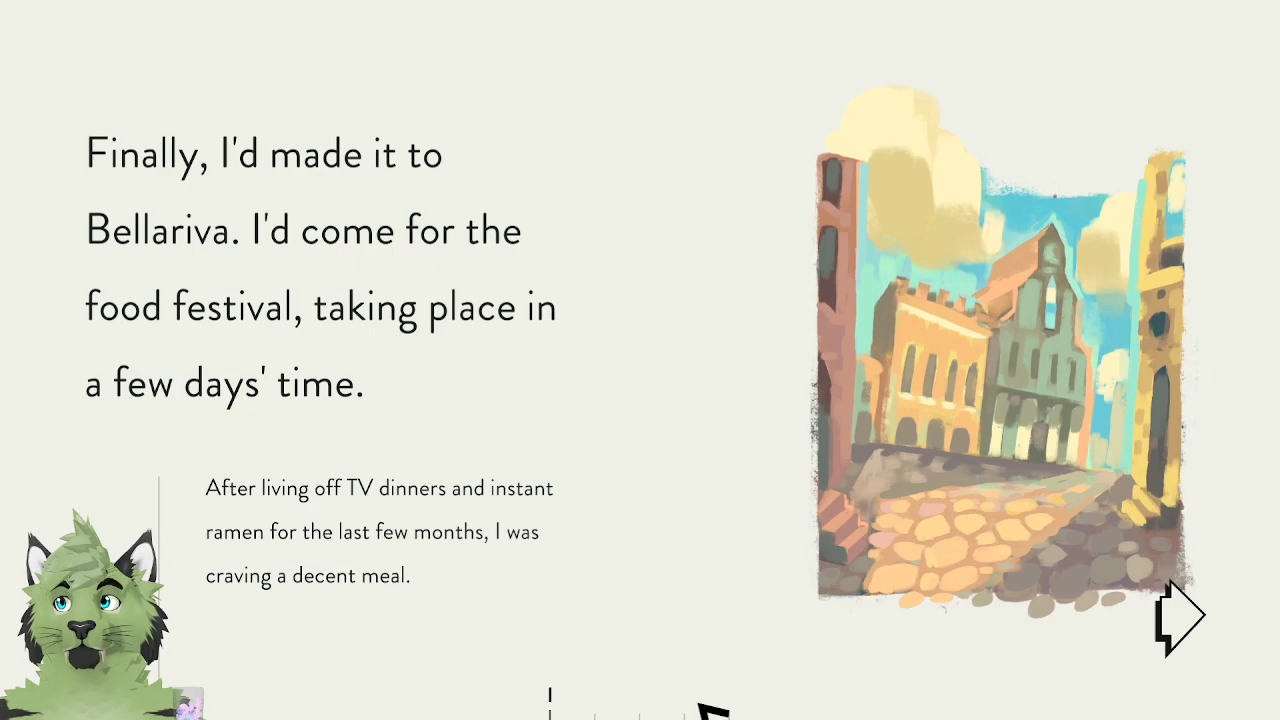 Finally, I'd made it to
Bellariva. I'd come for the
food festival, taking place in
a few days' time.
After living off TV dinners and instant
ramen for the last few months, I was
craving a decent meal.